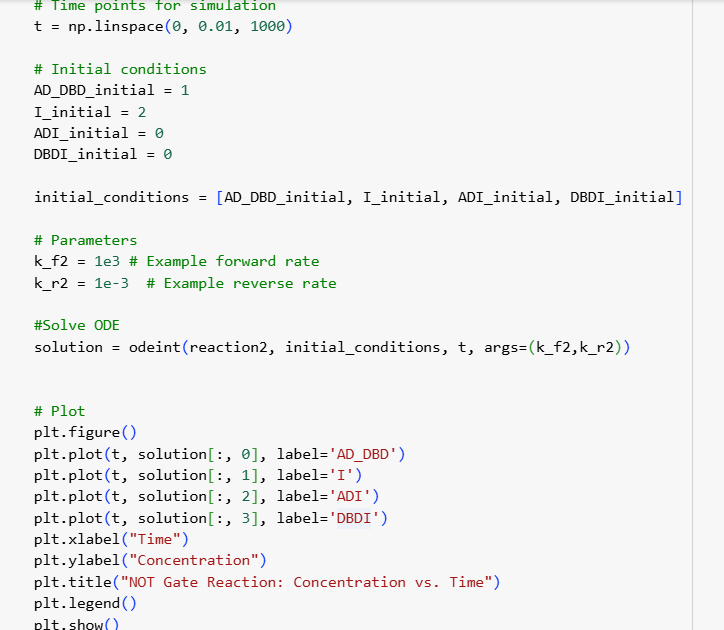 # Time points for simulation
t = np.linspace(0, 0.01, 1000)
# Initial conditions
AD_DBD_initial = 1
I_initial = 2
ADI_initial = 0
DBDI_initial = 0
initial_conditions = [AD_DBD_initial, I_initial, ADI_initial, DBDI_initial]
# Parameters
k_f2 = 1e3 # Example forward rate
k_r2 = 1e-3  # Example reverse rate
#Solve ODE
solution = odeint(reaction2, initial_conditions, t, args=(k_f2,k_r2))
# Plot
plt.figure()
plt.plot(t, solution[:, 0], label='AD_DBD')
plt.plot(t, solution[:, 1], label='I')
plt.plot(t, solution[:, 2], label='ADI')
plt.plot(t, solution[:, 3], label='DBDI')
plt.xlabel("Time")
plt.ylabel("Concentration")
plt.title("NOT Gate Reaction: Concentration vs. Time")
plt.legend()
plt.show()